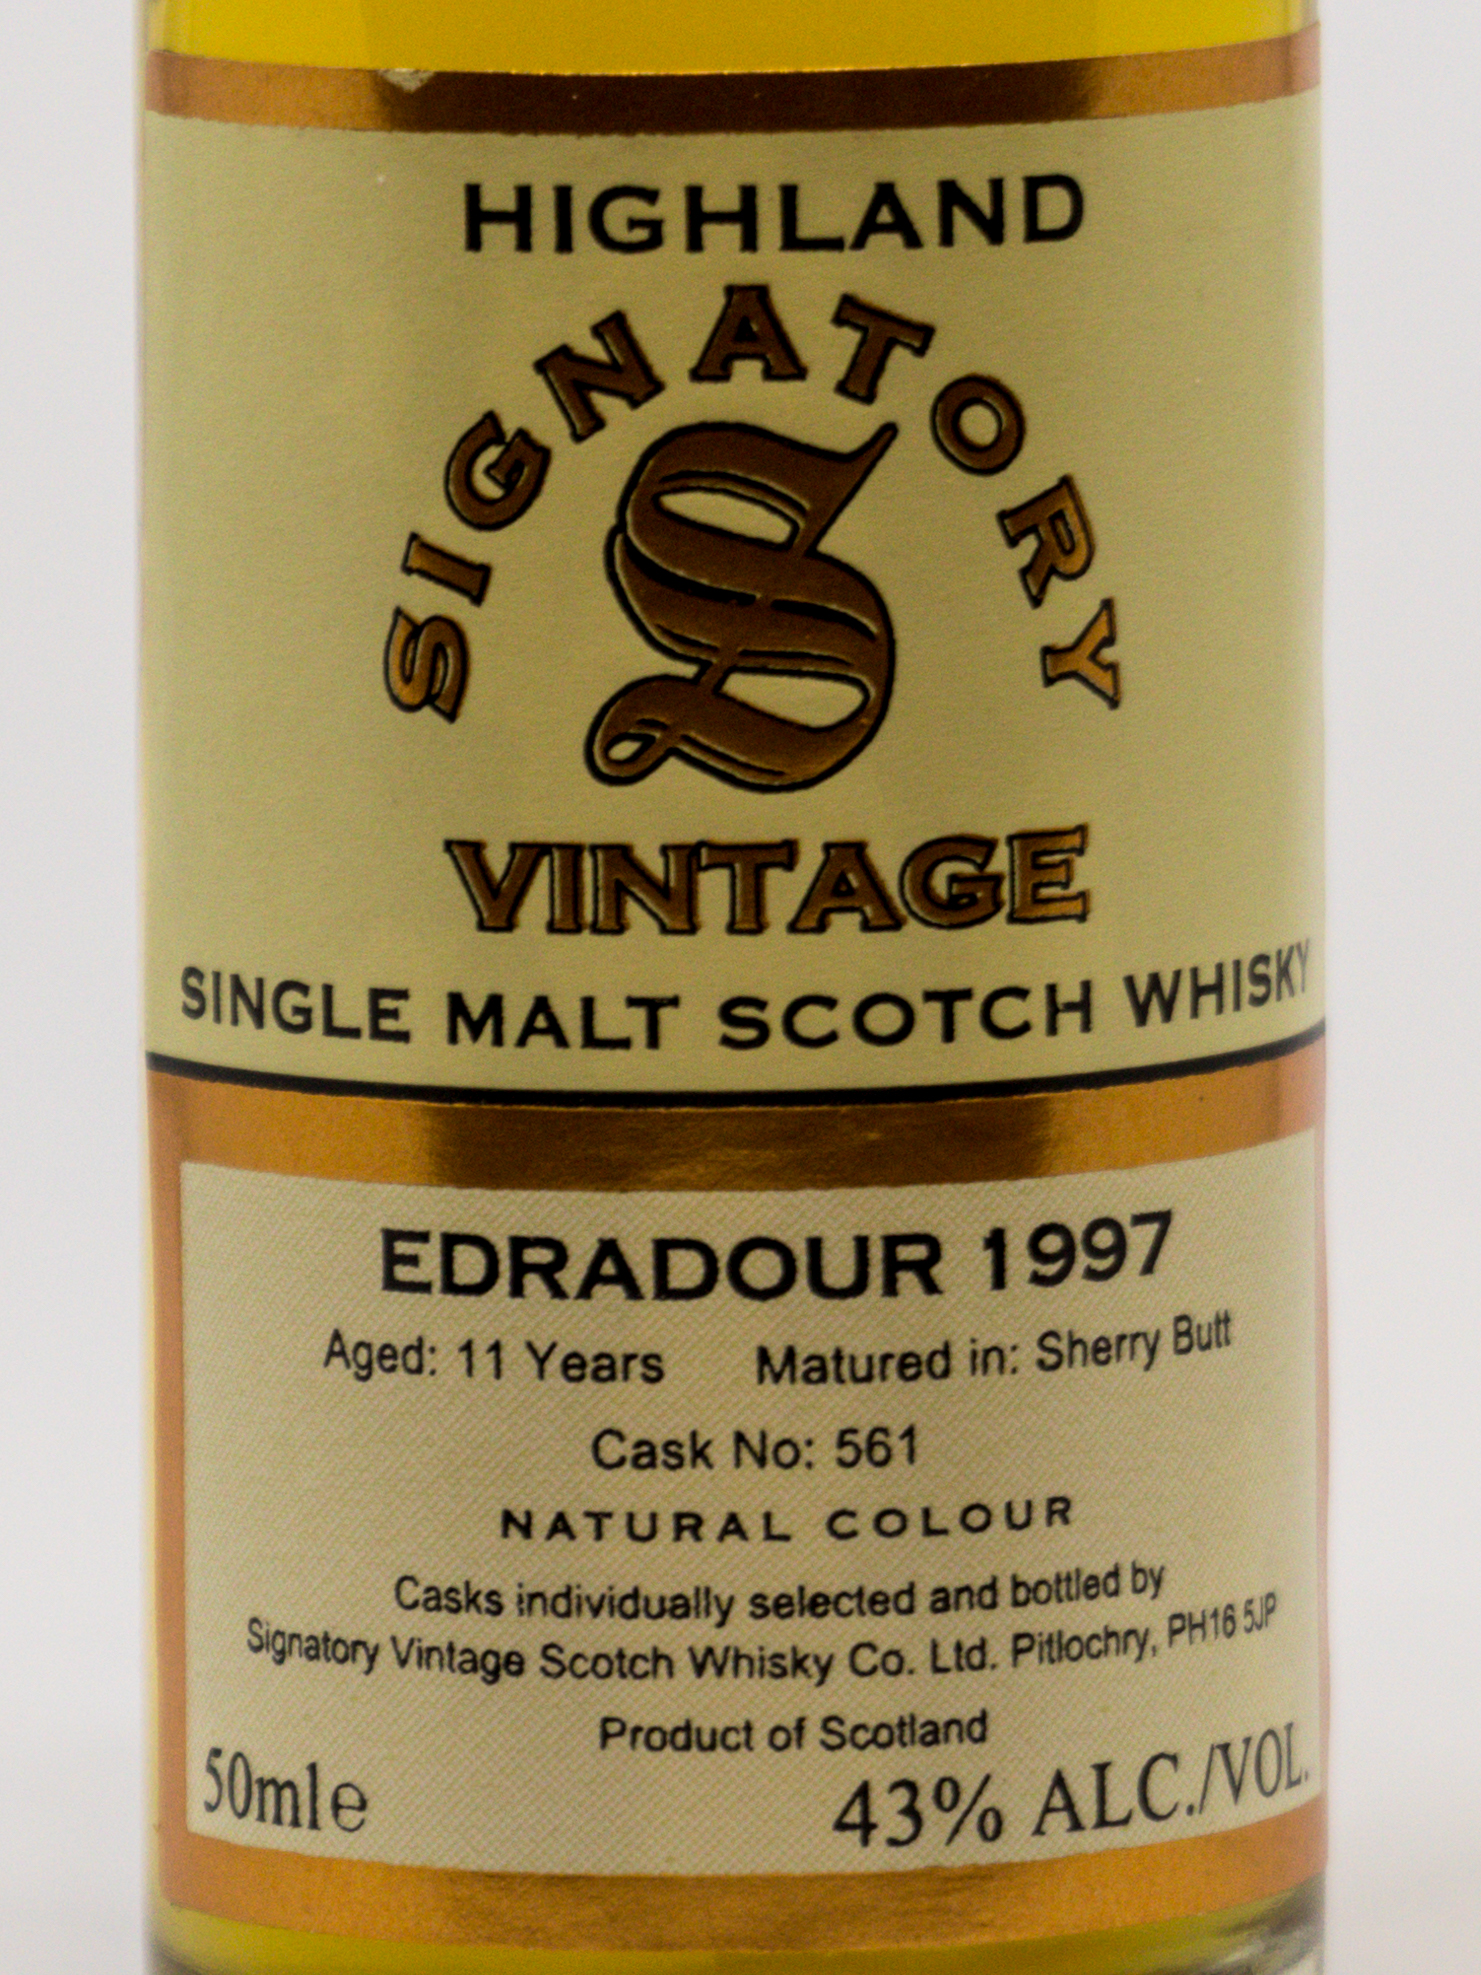 HIGHLAND
SIGNATORY
S
VINTAGE
SINGLE MALT SCOTCH WHISKY
EDRADOUR 1997
Aged: 11 Years Matured in: Sherry Butt
Cask No: 561
NATURAL COLOUR
Casks individually selected and bottled by
Signatory Vintage Scotch Whisky Co. Ltd. Pitlochry, PH16 5JP
Product of Scotland
50ml℮ 43% ALC./VOL.